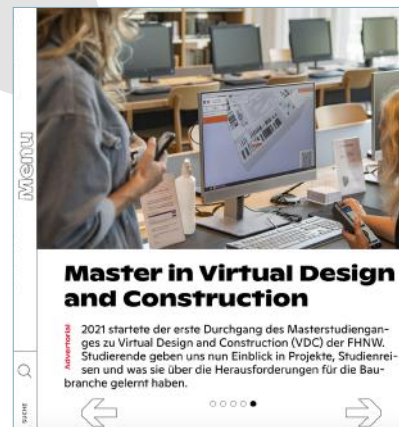 Menu
Master in Virtual Design
and Construction
Advertorial
2021 startete der erste Durchgang des Masterstudiengan-
ges zu Virtual Design and Construction (VDC) der FHNW.
Studierende geben uns nun Einblick in Projekte, Studienrei-
sen und was sie über die Herausforderungen für die Bau-
branche gelernt haben.
SUCHE